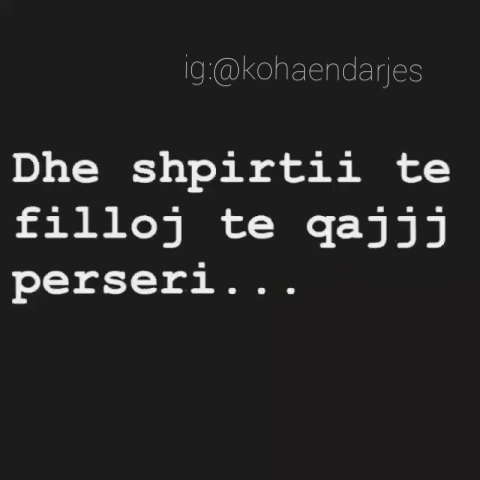 ig:@kohaendarjes
Dhe shpirtii te
filloj te qajjj
perseri...